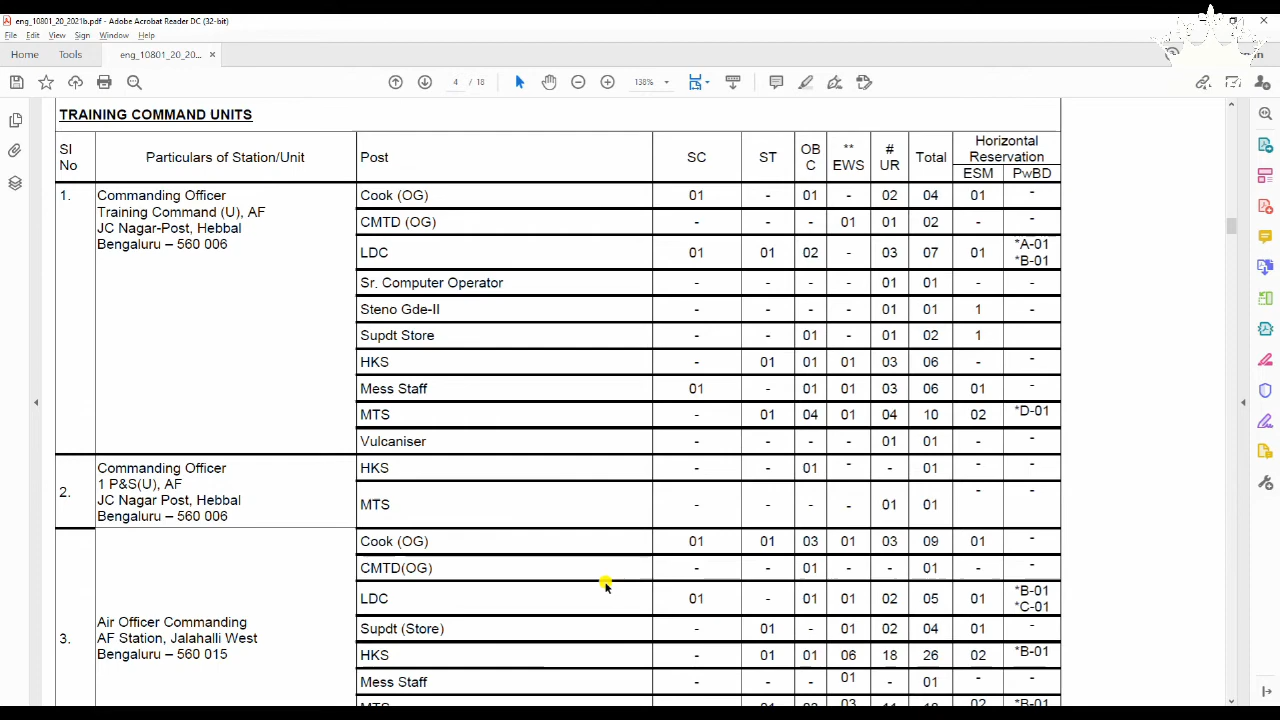 eng_10801_20_2021b.pdf - Adobe Acrobat Reader DC (32-bit)
File Edit View Sign Window Help
Home Tools eng_10801_20_20... ×
4 / 18 138%
TRAINING COMMAND UNITS
Sl No Particulars of Station/Unit Post SC ST OB C ** EWS # UR Total Horizontal Reservation
ESM PwBD
1. Commanding Officer Cook (OG) 01 - 01 - 02 04 01 -
Training Command (U), AF
JC Nagar-Post, Hebbal CMTD (OG) - - - 01 01 02 - -
Bengaluru – 560 006
LDC 01 01 02 - 03 07 01 *A-01 *B-01
Sr. Computer Operator - - - - 01 01 - -
Steno Gde-II - - - - 01 01 1 -
Supdt Store - - 01 - 01 02 1
HKS - 01 01 01 03 06 - -
Mess Staff 01 - 01 01 03 06 01 -
MTS - 01 04 01 04 10 02 *D-01
Vulcaniser - - - - 01 01 - -
2. Commanding Officer HKS - - 01 - - 01 - -
1 P&S(U), AF
JC Nagar Post, Hebbal MTS - - - - 01 01 - -
Bengaluru – 560 006
3. Cook (OG) 01 01 03 01 03 09 01 -
CMTD(OG) - - 01 - - 01 - -
LDC 01 - 01 01 02 05 01 *B-01 *C-01
Air Officer Commanding Supdt (Store) - 01 - 01 02 04 01 -
AF Station, Jalahalli West
Bengaluru – 560 015 HKS - 01 01 06 18 26 02 *B-01
Mess Staff - - - 01 - 01 - -
MTS - 03 02 *B-01